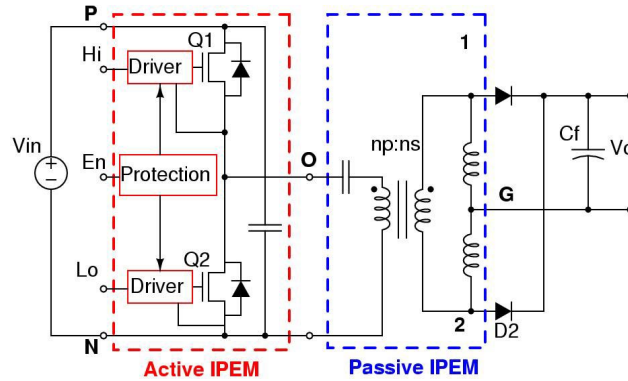 P
Q1
1
Hi
Driver
Vin
np:ns
Cf
O
En
Protection
G
Q2
Lo
Driver
N
2
D2
Active IPEM
Passive IPEM